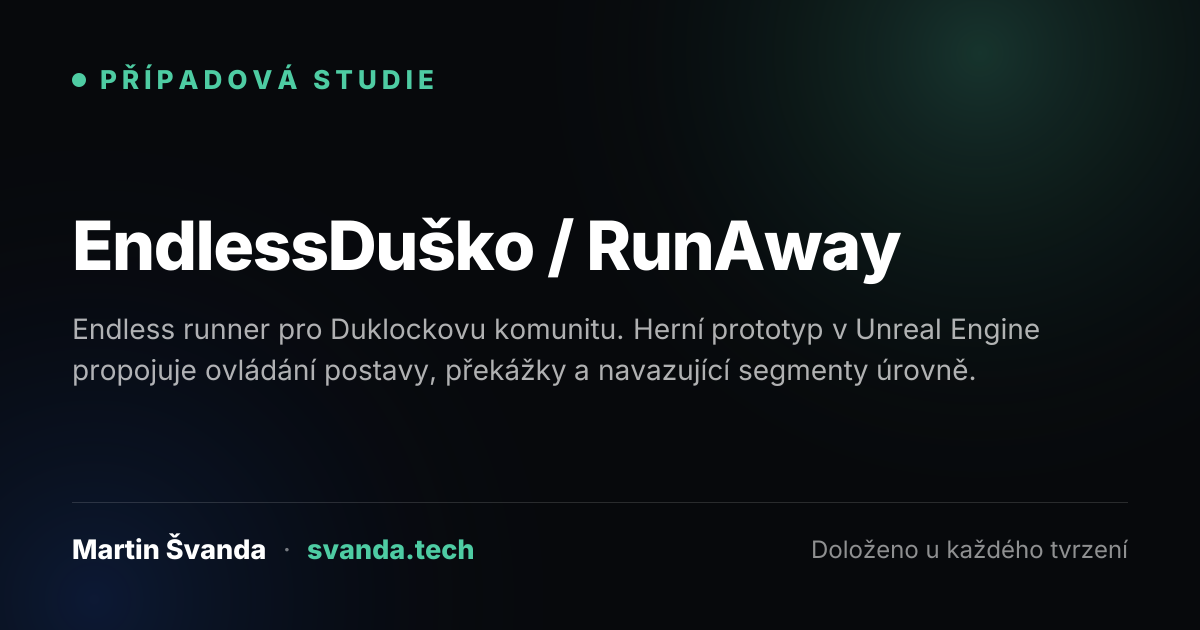 PŘÍPADOVÁ STUDIE
EndlessDuško / RunAway
Endless runner pro Duklockovu komunitu. Herní prototyp v Unreal Engine
propojuje ovládání postavy, překážky a navazující segmenty úrovně.
Martin Švanda · svanda.tech
Doloženo u každého tvrzení